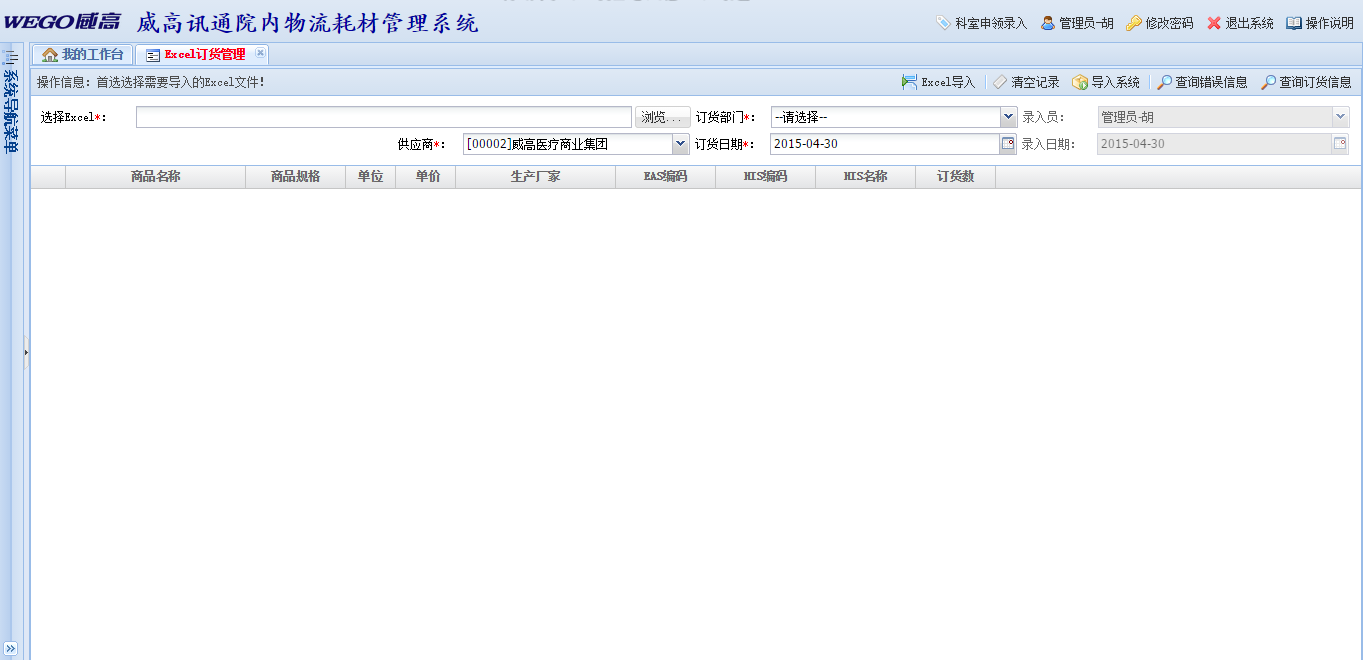 WEGO威高 威高讯通院内物流耗材管理系统 科室申领录入 管理员-胡 修改密码 退出系统 操作说明
系统导航菜单
我的工作台 Excel订货管理
操作信息：首选选择需要导入的Excel文件！ Excel导入 清空记录 导入系统 查询错误信息 查询订货信息
选择Excel*： 浏览... 订货部门*： --请选择-- 录入员： 管理员-胡
供应商*： [00002]威高医疗商业集团 订货日期*： 2015-04-30 录入日期： 2015-04-30
商品名称 商品规格 单位 单价 生产厂家 EAS编码 HIS编码 HIS名称 订货数